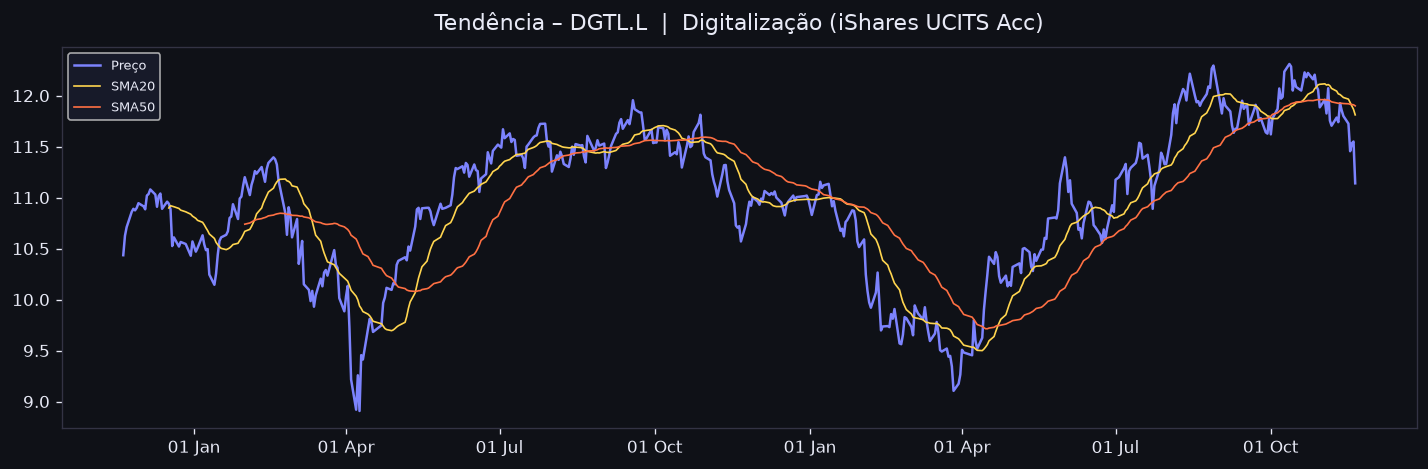 Tendência – DGTL.L | Digitalização (iShares UCITS Acc)
Preço
SMA20
SMA50
12.0
11.5
11.0
10.5
10.0
9.5
9.0
01 Jan 01 Apr 01 Jul 01 Oct 01 Jan 01 Apr 01 Jul 01 Oct